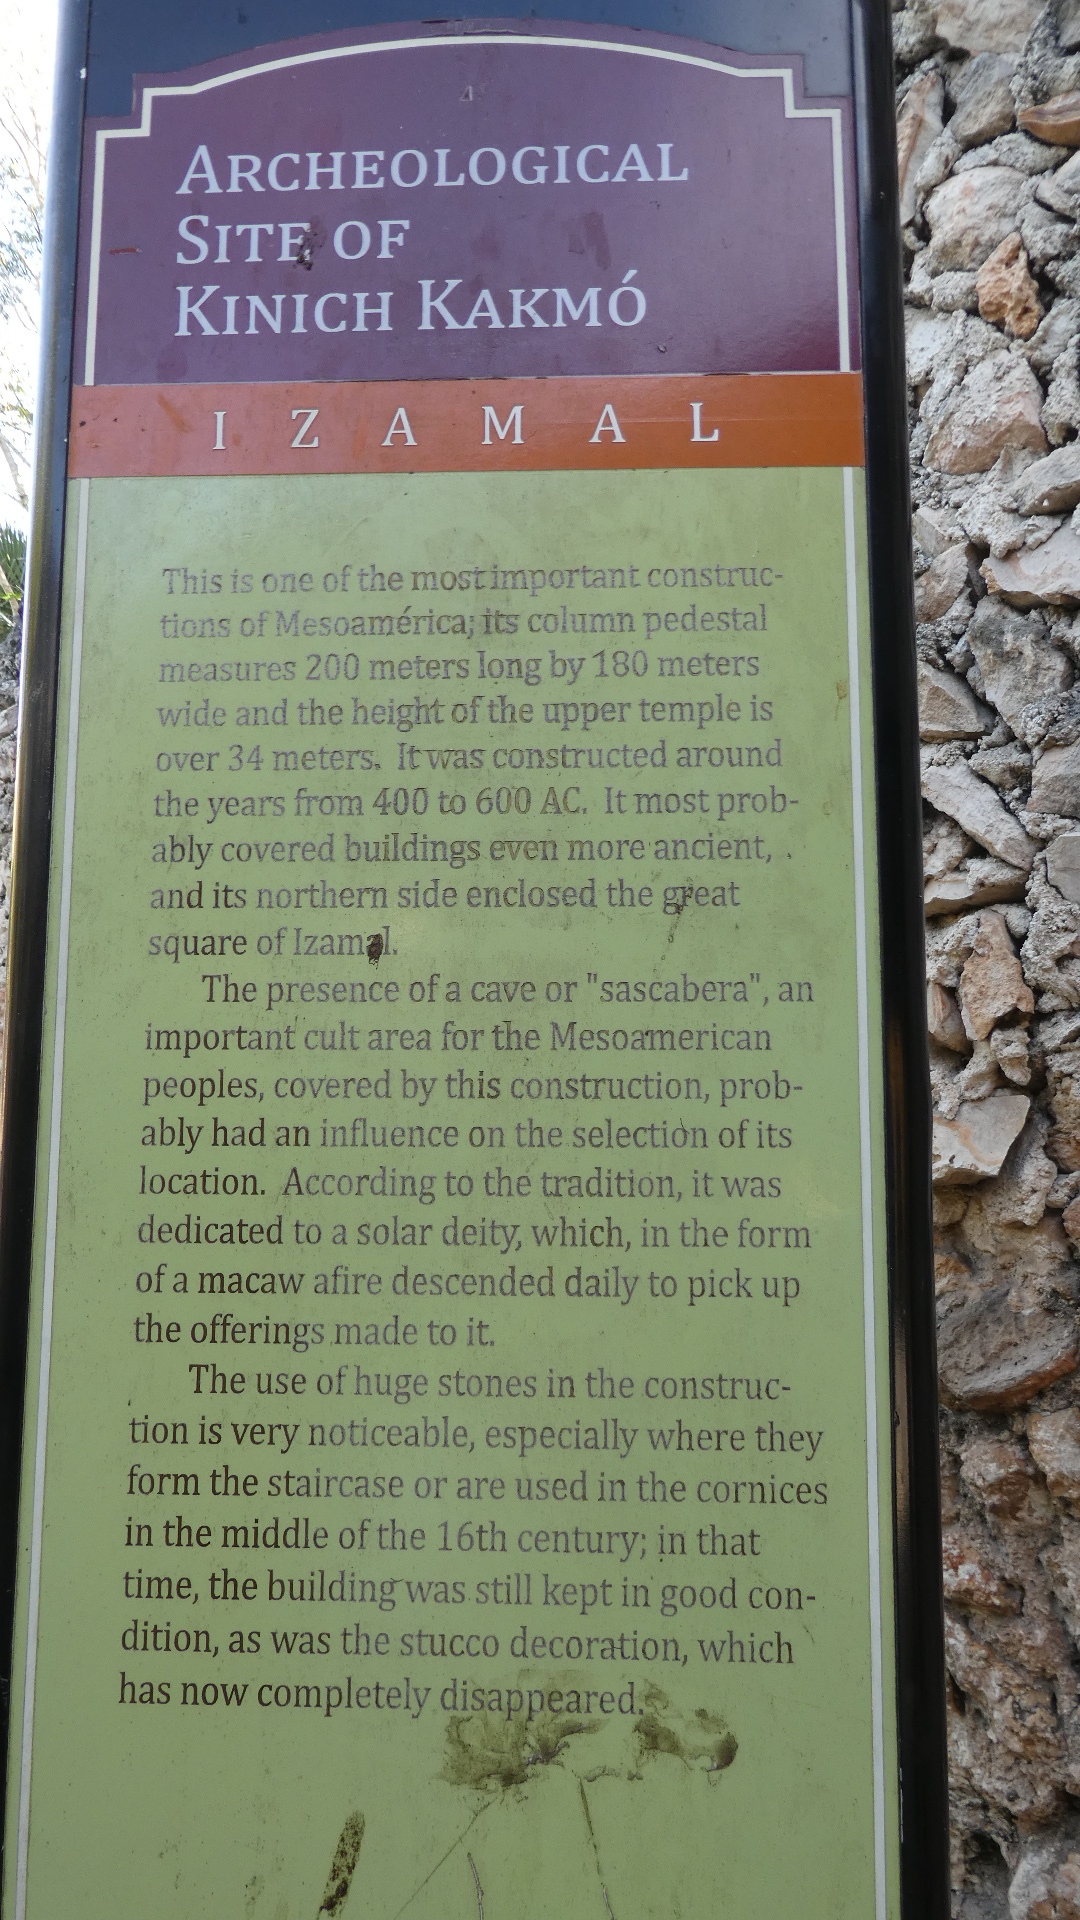 ARCHEOLOGICAL
SITE OF
KINICH KAKMÓ
IZAMAL
This is one of the most important construc-
tions of Mesoamérica; its column pedestal
measures 200 meters long by 180 meters
wide and the height of the upper temple is
over 34 meters. It was constructed around
the years from 400 to 600 AC. It most prob-
ably covered buildings even more ancient,
and its northern side enclosed the great
square of Izamal.
The presence of a cave or "sascabera", an
important cult area for the Mesoamerican
peoples, covered by this construction, prob-
ably had an influence on the selection of its
location. According to the tradition, it was
dedicated to a solar deity, which, in the form
of a macaw afire descended daily to pick up
the offerings made to it.
The use of huge stones in the construc-
tion is very noticeable, especially where they
form the staircase or are used in the cornices
in the middle of the 16th century; in that
time, the building was still kept in good con-
dition, as was the stucco decoration, which
has now completely disappeared.